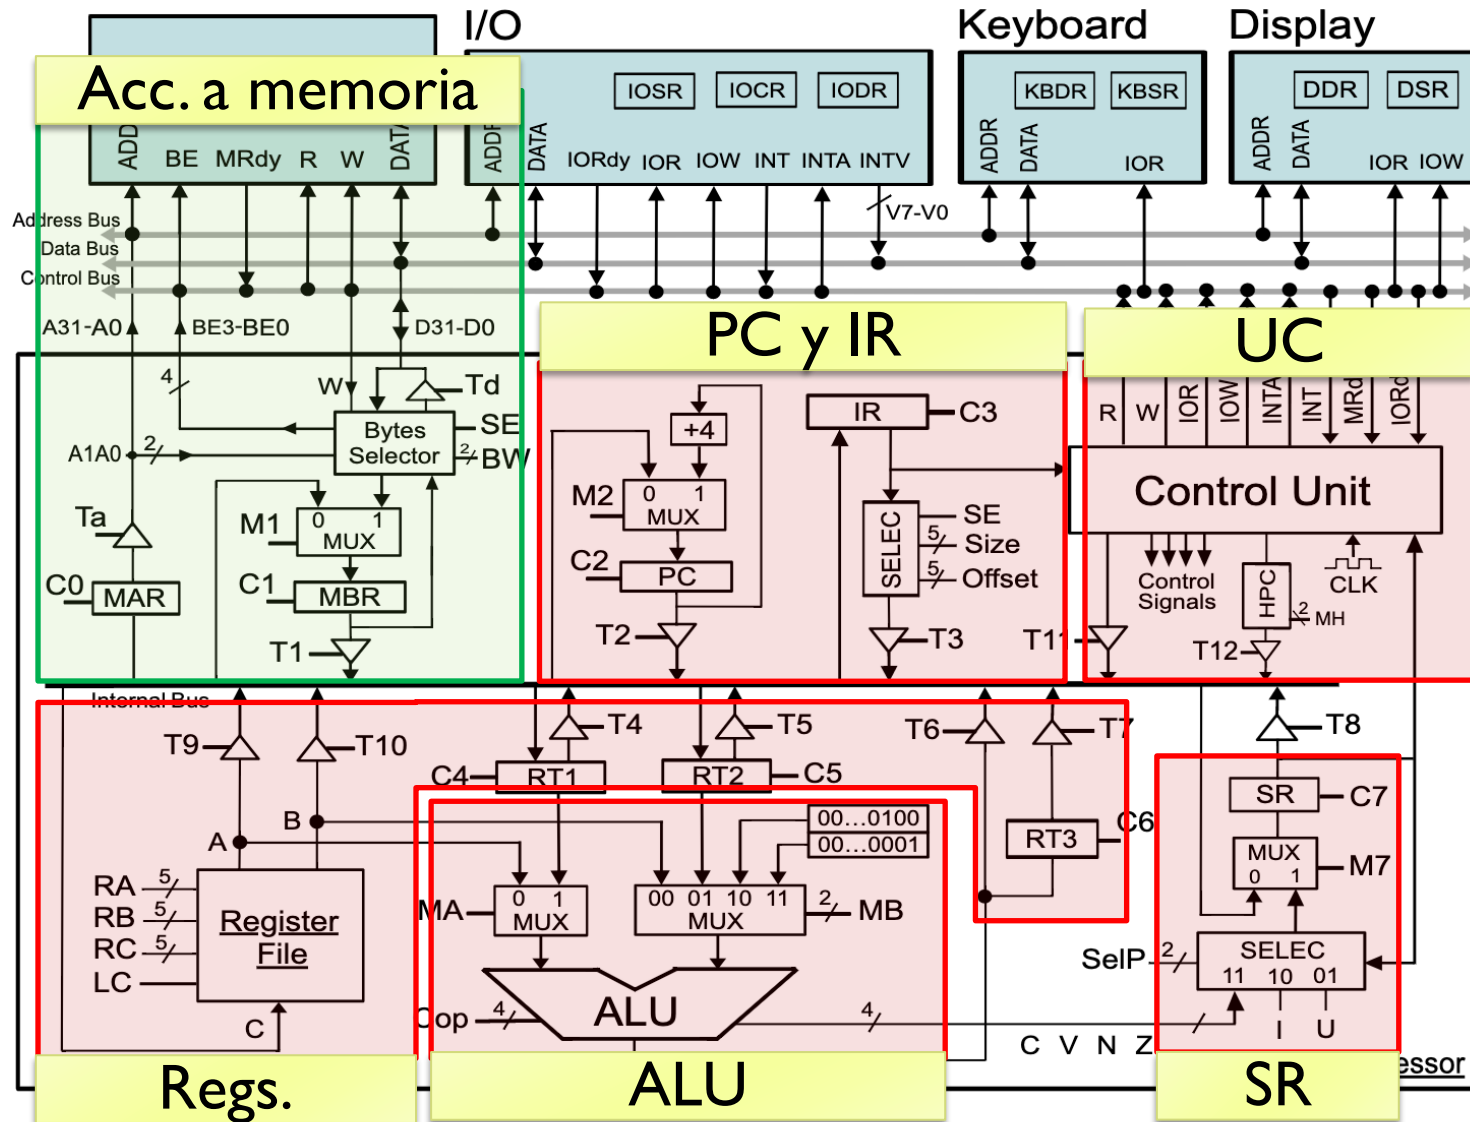 I/O
Keyboard
Display
Acc. a memoria
IOSR
IOCR
IODR
KBDR
KBSR
DDR
DSR
ADD
BE
MRdy
R
W
DATA
ADDR
DATA
IORdy
IOR
IOW
INT
INTA
INTV
ADDR
DATA
IOR
ADDR
DATA
IOR
IOW
V7-V0
Address Bus
Data Bus
Control Bus
A31-A0
BE3-BE0
D31-D0
PC y IR
UC
4
W
Td
SE
Bytes
Selector
2
BW
A1A0
2
Ta
M1
0 1
MUX
C0
MAR
C1
MBR
T1
+4
M2
0 1
MUX
C2
PC
T2
IR
C3
SELEC
SE
5
Size
5
Offset
T3
R
W
IOR
IOW
INTA
INT
MRd
IORd
Control Unit
Control
Signals
HPC
CLK
2
MH
T11
T12
Internal Bus
T9
T10
T4
T5
T6
T7
T8
C4
RT1
RT2
C5
SR
C7
B
A
00...0100
00...0001
RT3
C6
MUX
0 1
M7
RA
5
RB
5
RC
5
LC
Register
File
C
MA
0 1
MUX
00 01 10 11
MUX
2
MB
SelP
2
SELEC
11 10 01
I U
Cop
4
ALU
4
C V N Z
essor
Regs.
ALU
SR